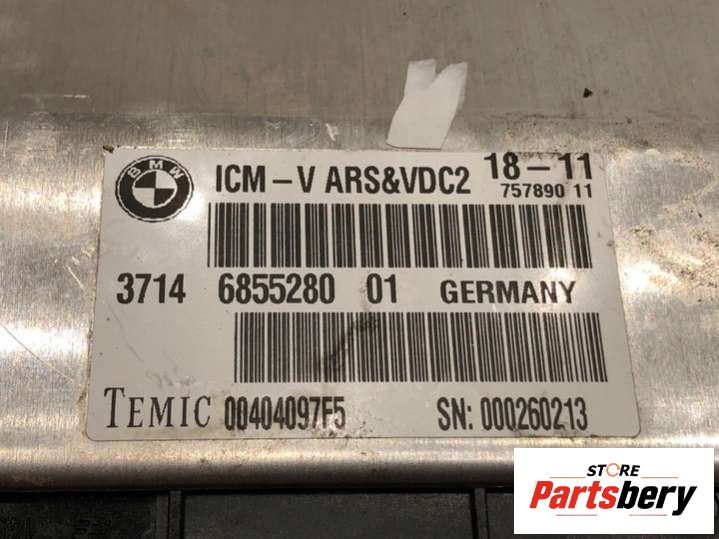 BMW
ICM-V ARS&VDC2 18-11
757890 11
3714 6855280 01 GERMANY
TEMIC 00404097F5 SN: 000260213
STORE
Partsbery